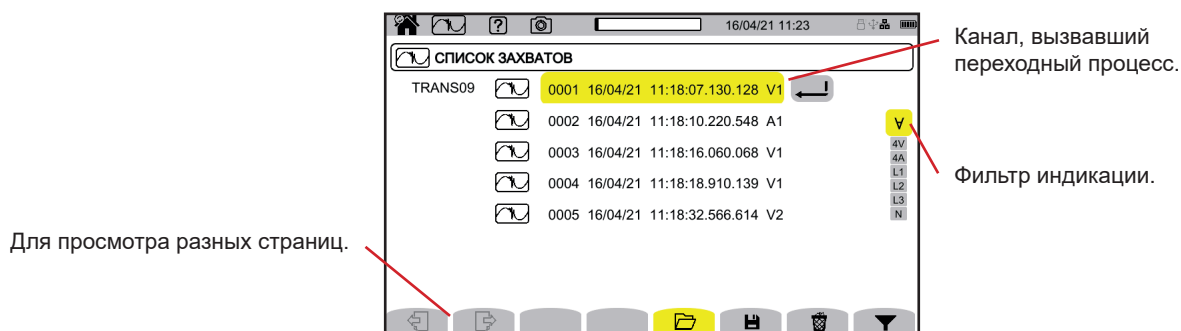 ?
16/04/21 11:23
СПИСОК ЗАХВАТОВ
TRANS09
0001 16/04/21 11:18:07.130.128 V1
0002 16/04/21 11:18:10.220.548 A1
0003 16/04/21 11:18:16.060.068 V1
0004 16/04/21 11:18:18.910.139 V1
0005 16/04/21 11:18:32.566.614 V2
∀
4V
4A
L1
L2
L3
N
Канал, вызвавший
переходный процесс.
Фильтр индикации.
Для просмотра разных страниц.